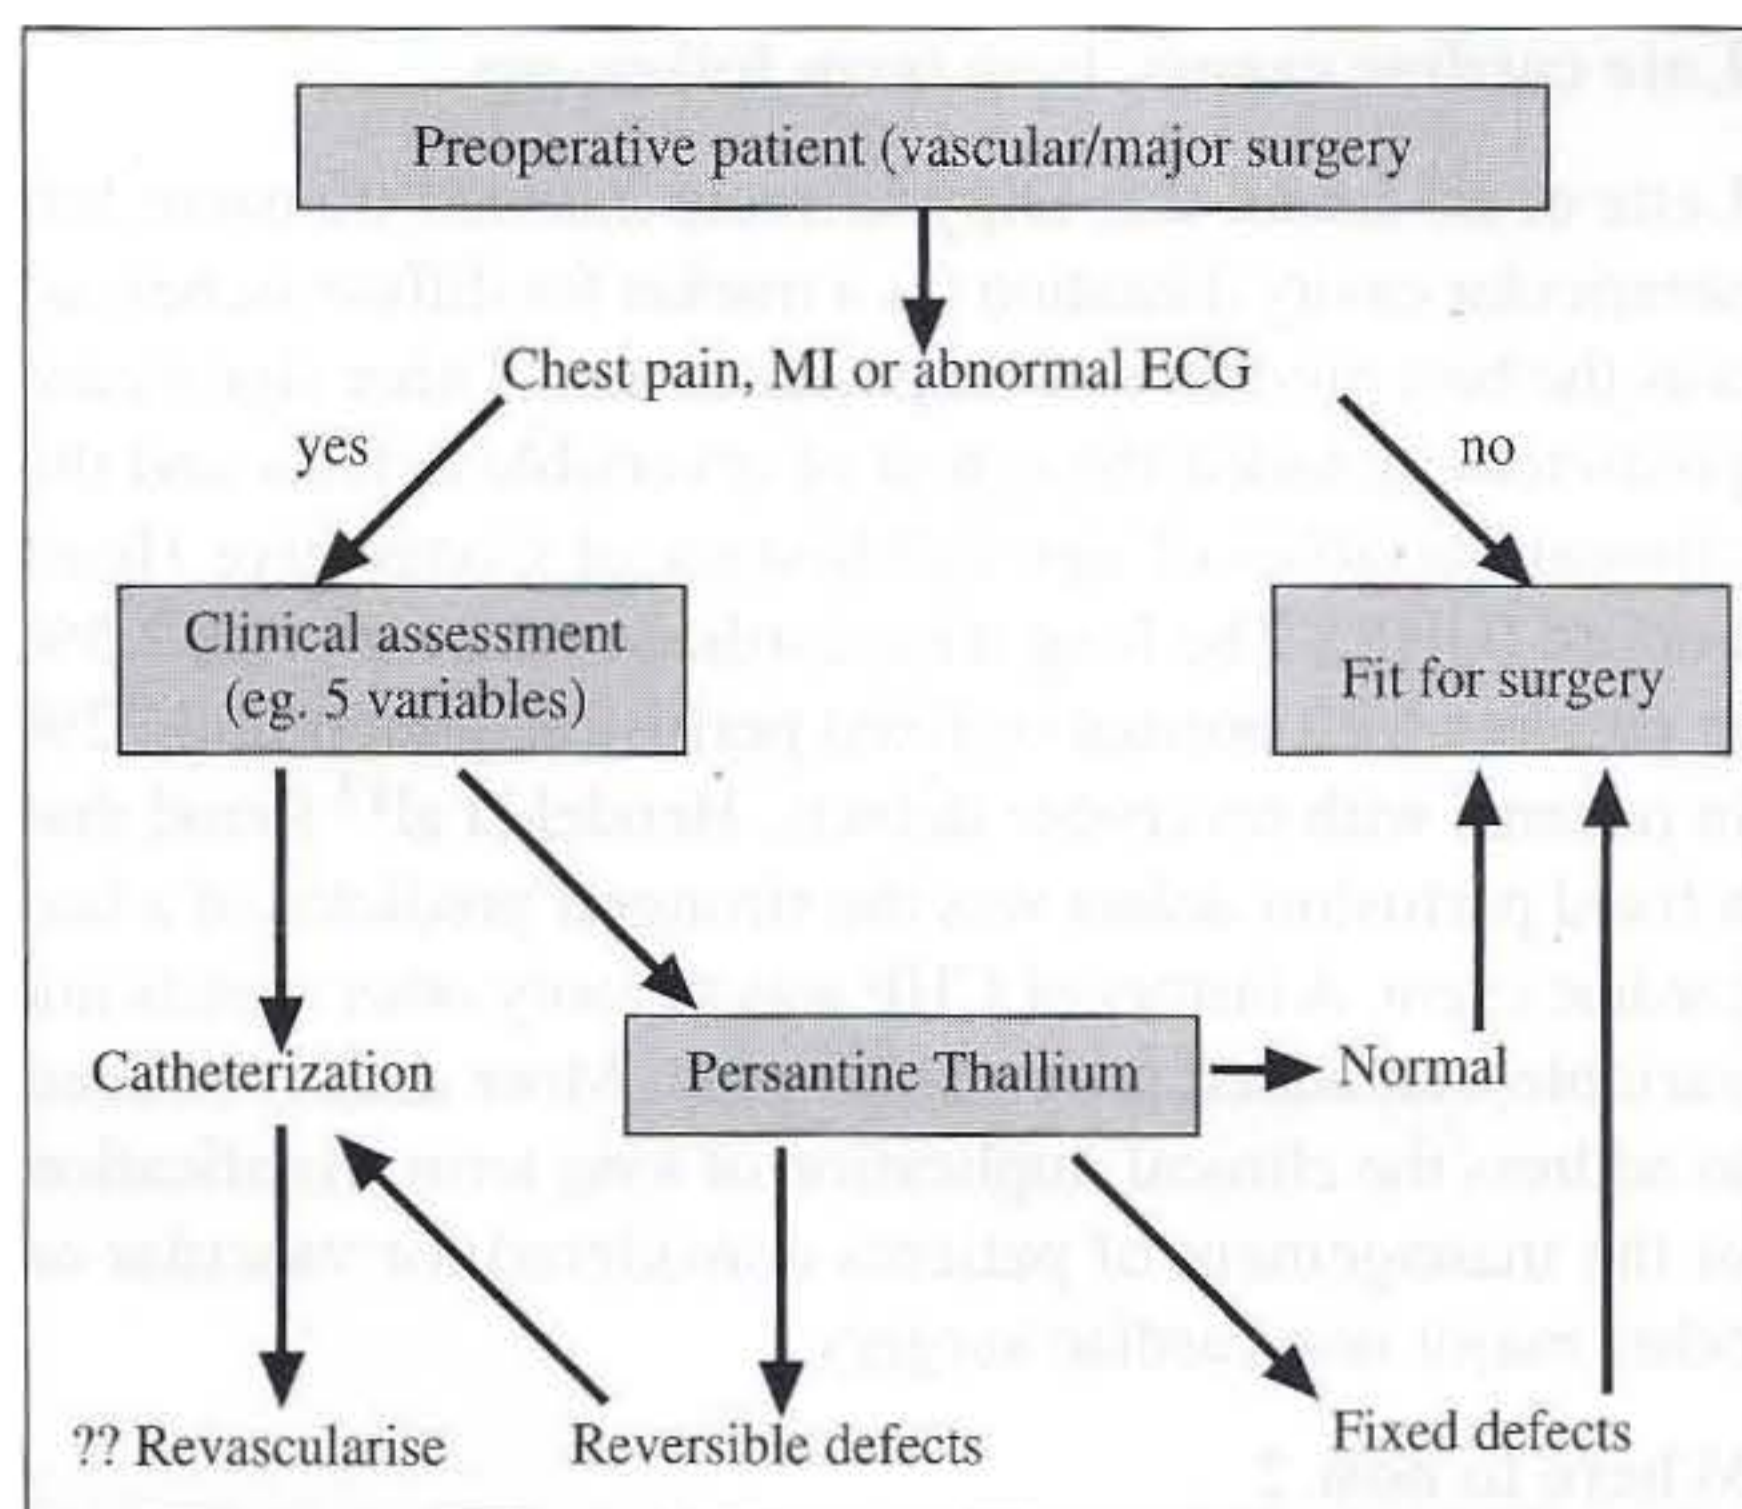 Preoperative patient (vascular/major surgery
Chest pain, MI or abnormal ECG
yes
no
Clinical assessment
(eg. 5 variables)
Fit for surgery
Catheterization
Persantine Thallium
Normal
?? Revascularise
Reversible defects
Fixed defects